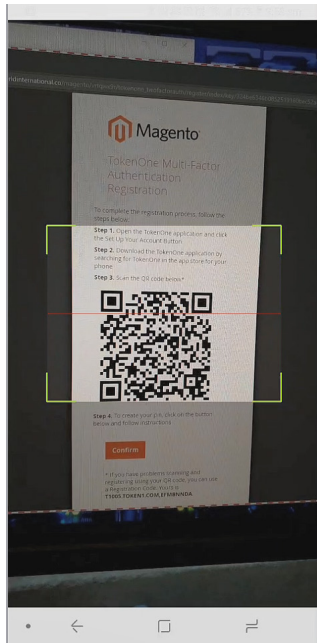 Magento
TokenOne Multi-Factor
Authentication
Registration
To complete the registration process, follow the
steps below.
Step 1. Open the TokenOne application and click
the Set Up Your Account Button
Step 2. Download the TokenOne application by
searching for TokenOne in the app store for your
phone
Step 3. Scan the QR code below*
Step 4. To create your pin, click on the button
below and follow instructions
Confirm
* If you have problems scanning and
registering using your QR code, you can use
a Registration Code. Yours is
T1005.TOKEN1.COM.EFMBNNDA.